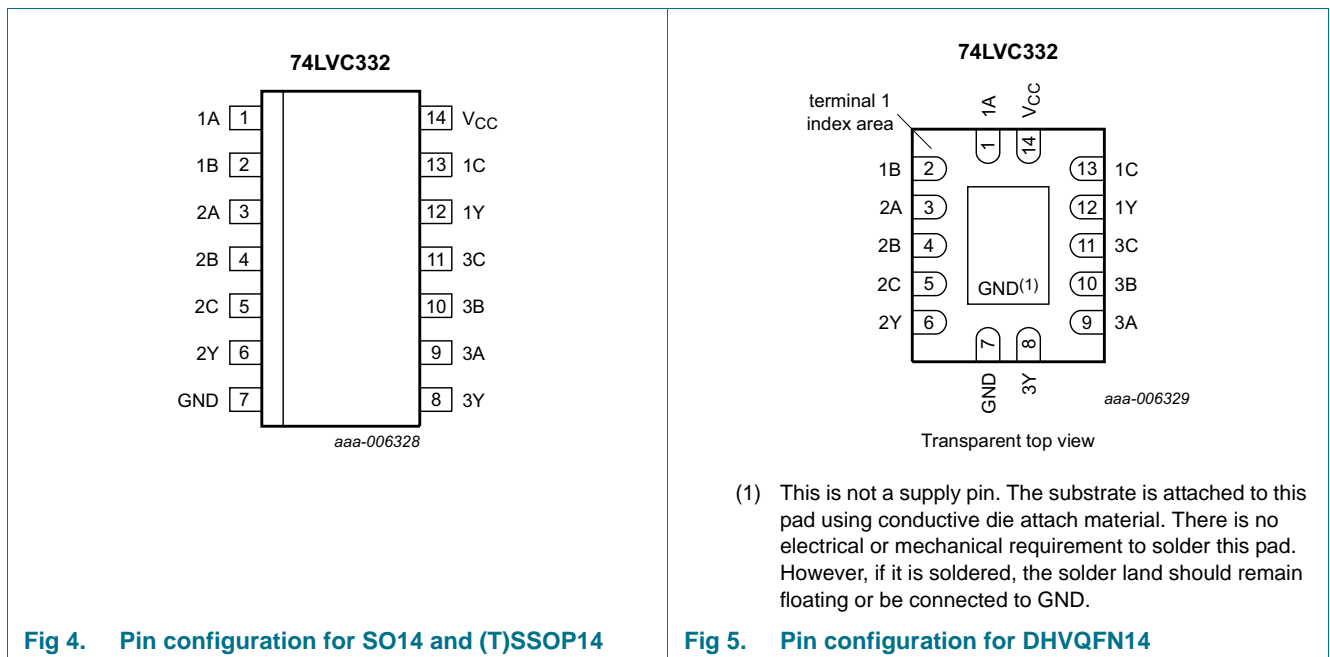 74LVC332
1A 1
14 VCC
1B 2
13 1C
2A 3
12 1Y
2B 4
11 3C
2C 5
10 3B
2Y 6
9 3A
GND 7
8 3Y
aaa-006328
Fig 4. Pin configuration for SO14 and (T)SSOP14
74LVC332
terminal 1
index area
1A
VCC
1
14
1B 2
13 1C
2A 3
12 1Y
2B 4
11 3C
2C 5
GND(1)
10 3B
2Y 6
9 3A
7
8
GND
3Y
aaa-006329
Transparent top view
(1) This is not a supply pin. The substrate is attached to this
pad using conductive die attach material. There is no
electrical or mechanical requirement to solder this pad.
However, if it is soldered, the solder land should remain
floating or be connected to GND.
Fig 5. Pin configuration for DHVQFN14